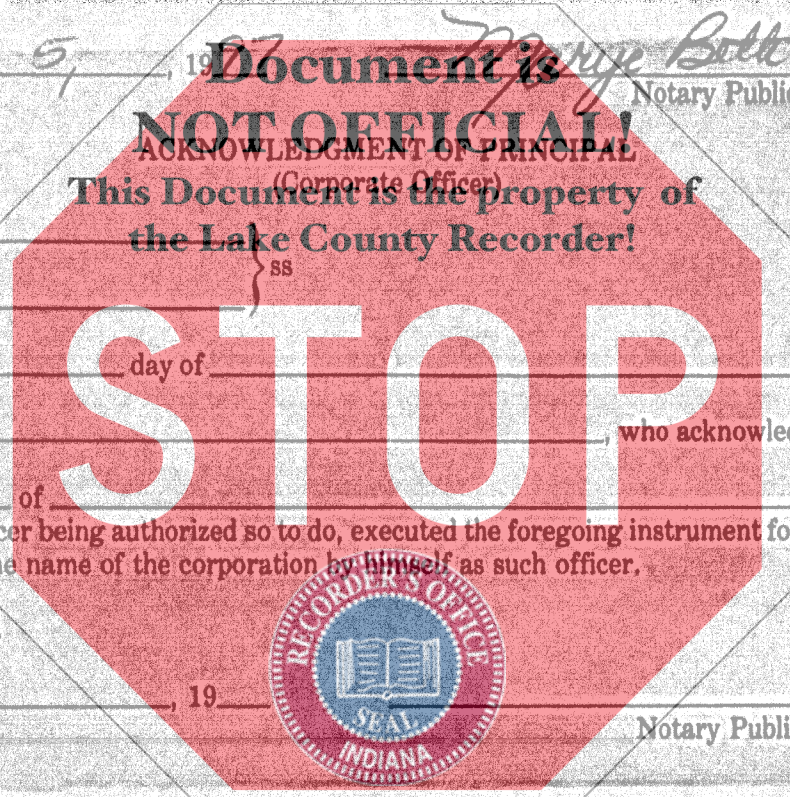 5, , 19
Notary Public
Document is
NOT OFFICIAL!
ACKNOWLEDGMENT OF PRINCIPAL
(Corporate Officer)
This Document is the property of
the Lake County Recorder!
} ss
STOP
day of
, who acknowled
of
cer being authorized so to do, executed the foregoing instrument fo
e name of the corporation by himself as such officer.
RECORDER'S OFFICE
SEAL
INDIANA
, 19
Notary Publi